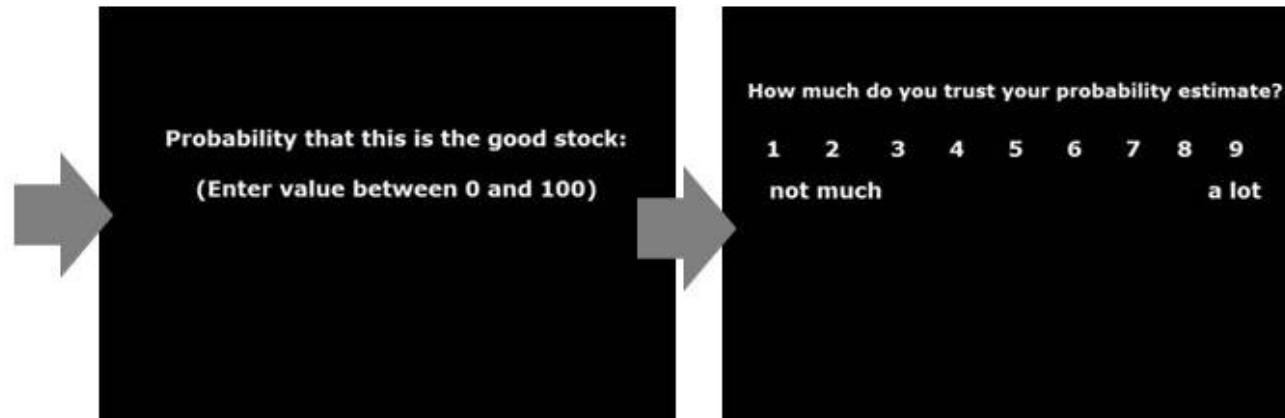 Probability that this is the good stock:
(Enter value between 0 and 100)
How much do you trust your probability estimate?
1 2 3 4 5 6 7 8 9
not much a lot